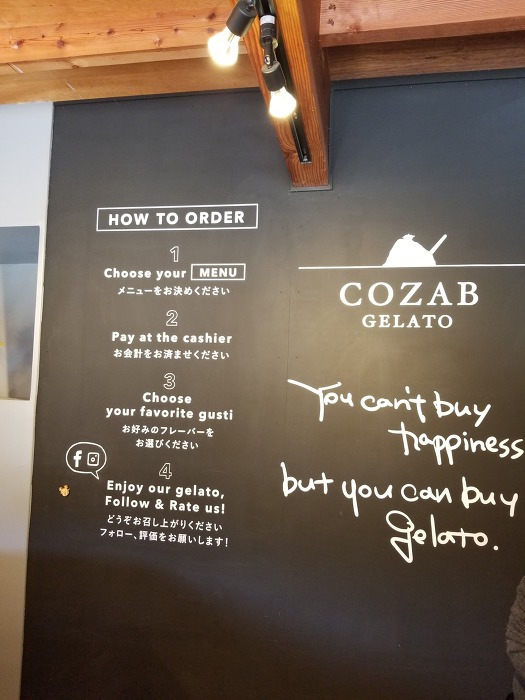 HOW TO ORDER
1
Choose your MENU
メニューをお決めください
2
Pay at the cashier
お会計をお済ませください
3
Choose
your favorite gusti
お好みのフレーバーを
お選びください
4
Enjoy our gelato,
Follow & Rate us!
どうぞお召し上がりください
フォロー、評価をお願いします!
COZAB
GELATO
You can't buy
happiness
but you can buy
gelato.